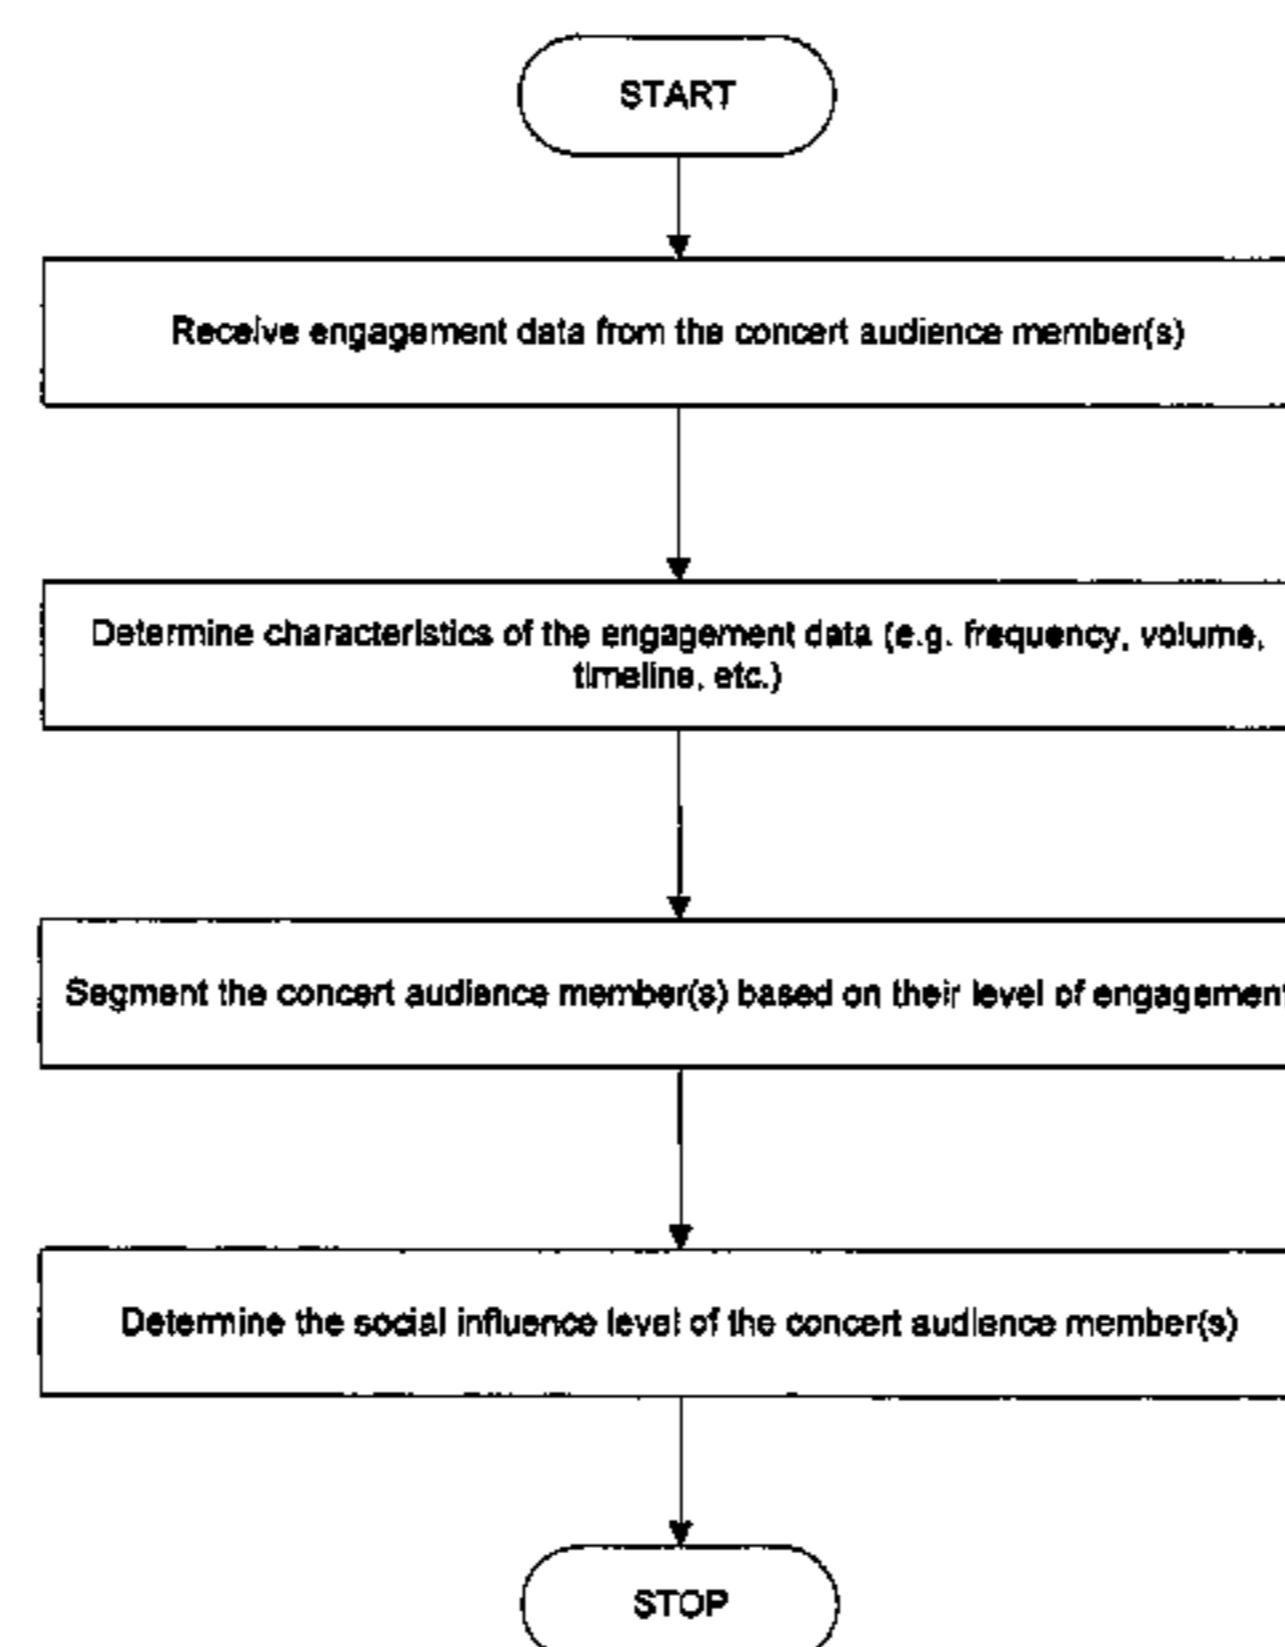 START
Receive engagement data from the concert audience member(s)
Determine characteristics of the engagement data (e.g. frequency, volume,
timeline, etc.)
Segment the concert audience member(s) based on their level of engagement
Determine the social influence level of the concert audience member(s)
STOP